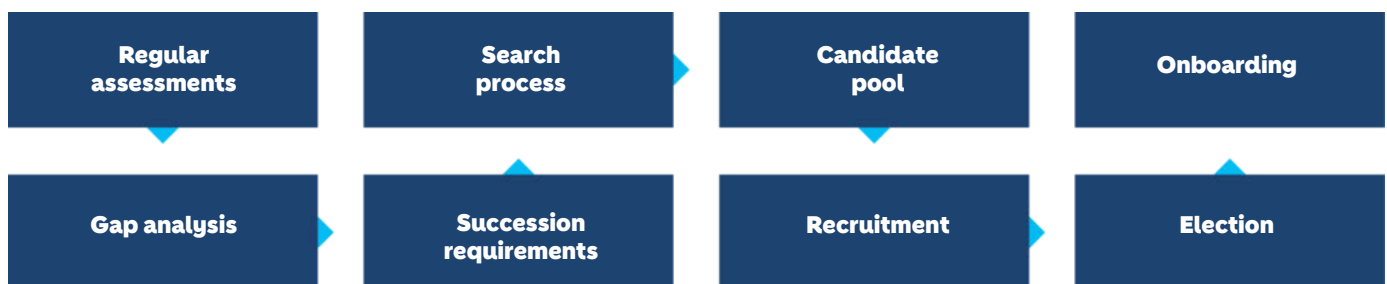 Regular
assessments
Gap analysis
Succession
requirements
Search
process
Candidate
pool
Recruitment
Election
Onboarding